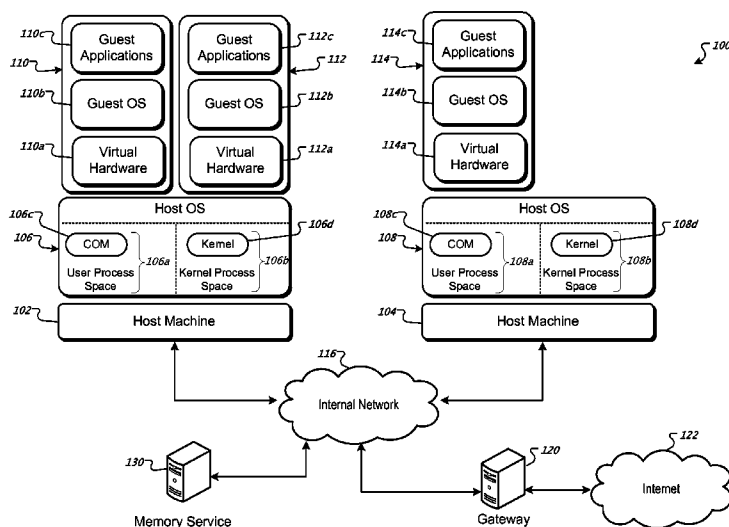 110c
Guest
Applications
Guest
Applications
112c
114c
Guest
Applications
100
110
112
114
110b
Guest OS
Guest OS
112b
114b
Guest OS
110a
Virtual
Hardware
Virtual
Hardware
112a
114a
Virtual
Hardware
Host OS
Host OS
106c
COM
Kernel
106d
108c
COM
Kernel
108d
106
106a
106b
108
108a
108b
User Process
Space
Kernel Process
Space
User Process
Space
Kernel Process
Space
102
Host Machine
104
Host Machine
116
Internal Network
130
120
122
Internet
Memory Service
Gateway